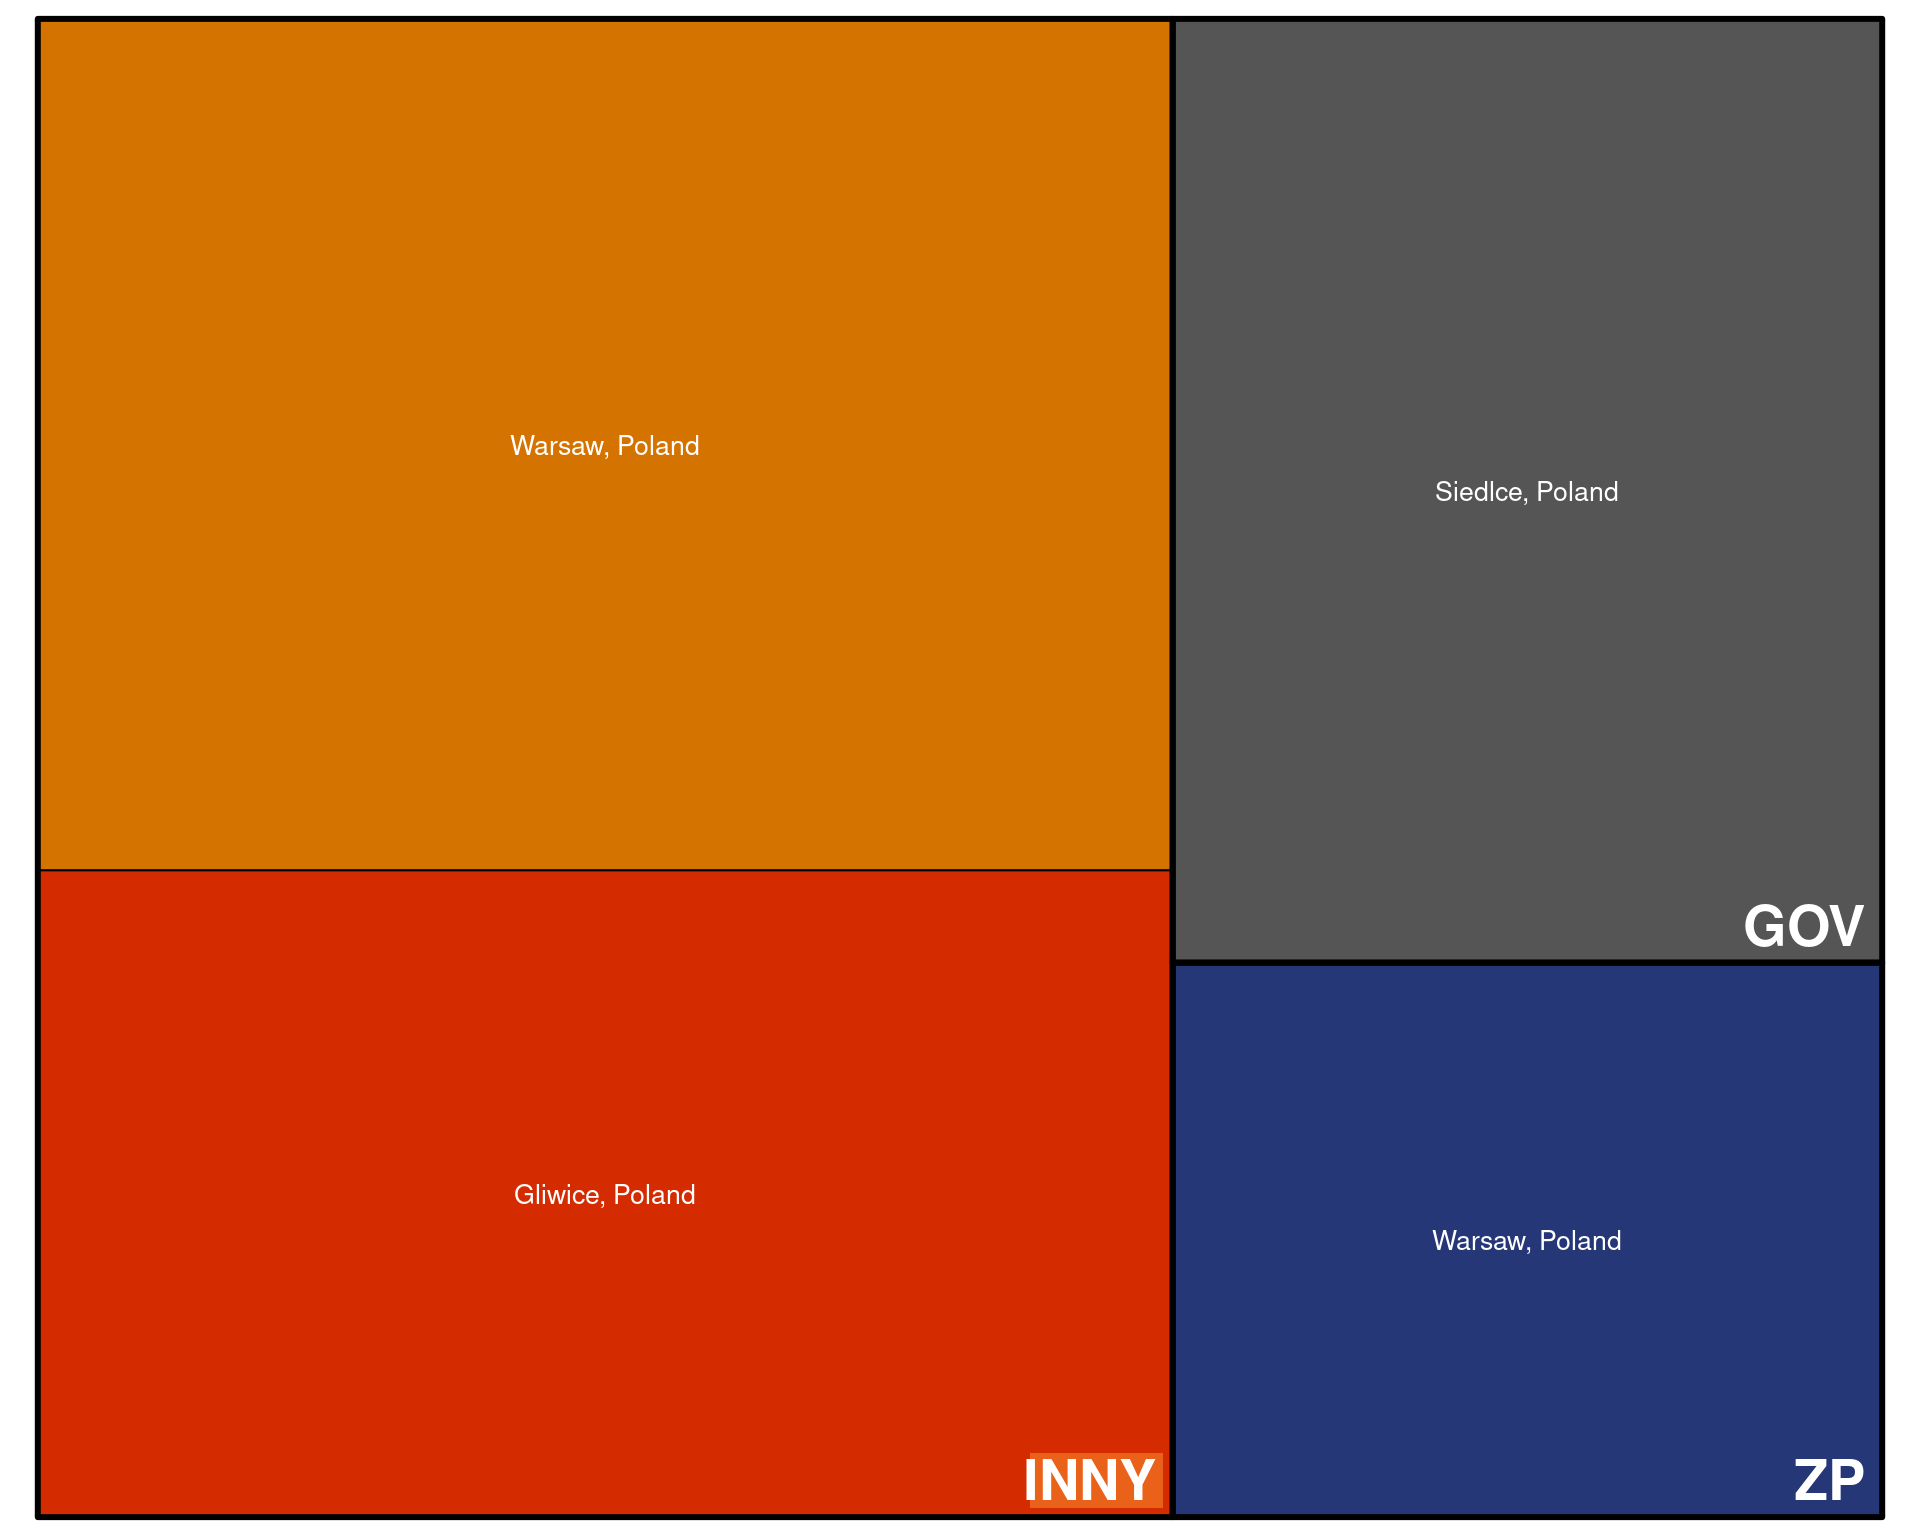 Warsaw, Poland
Siedlce, Poland
GOV
Gliwice, Poland
INNY
Warsaw, Poland
ZP